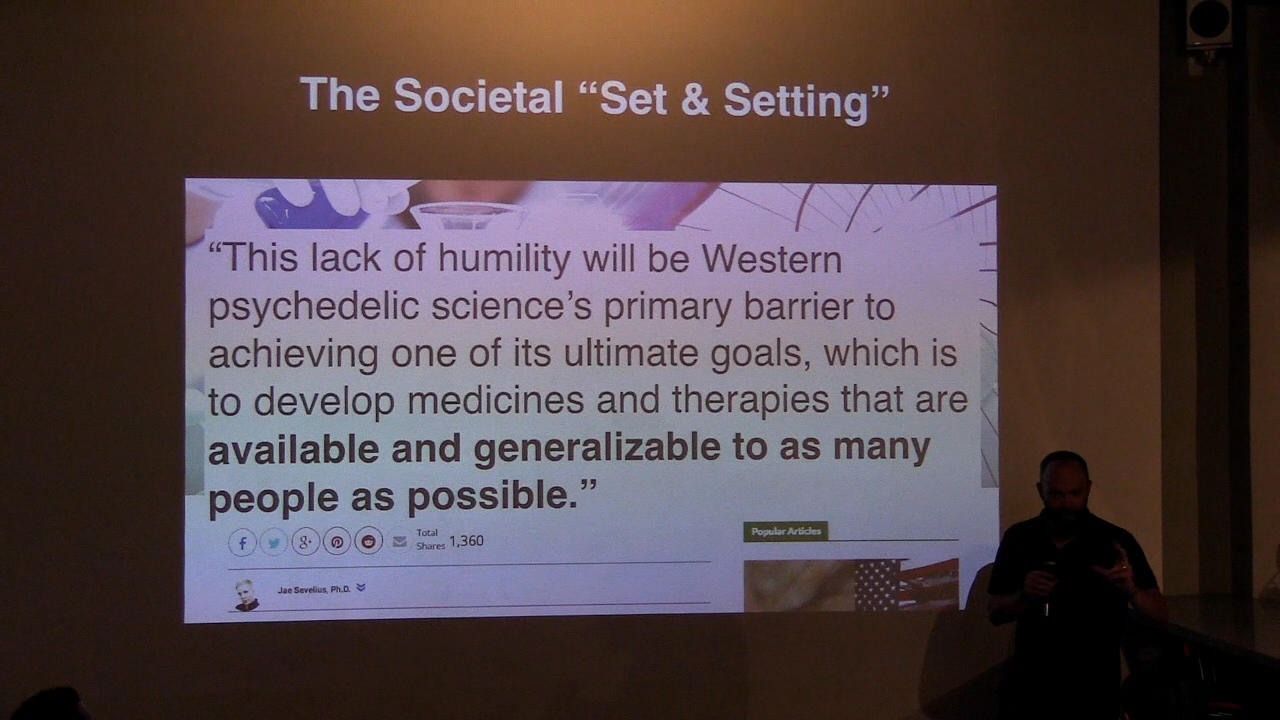 The Societal “Set & Setting”
“This lack of humility will be Western
psychedelic science’s primary barrier to
achieving one of its ultimate goals, which is
to develop medicines and therapies that are
available and generalizable to as many
people as possible.”
Total
Shares 1,360
Popular Articles
Jae Sevelius, Ph.D.